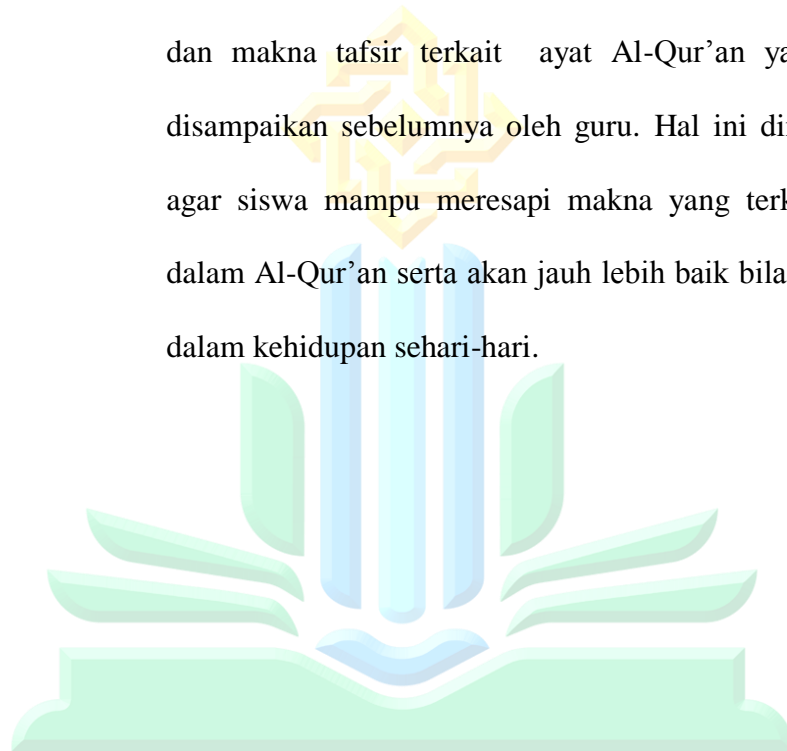 dan makna tafsir terkait ayat Al-Qur’an
disampaikan sebelumnya oleh guru. Hal ini
agar siswa mampu meresapi makna yang
dalam Al-Qur’an serta akan jauh lebih baik bila
dalam kehidupan sehari-hari.